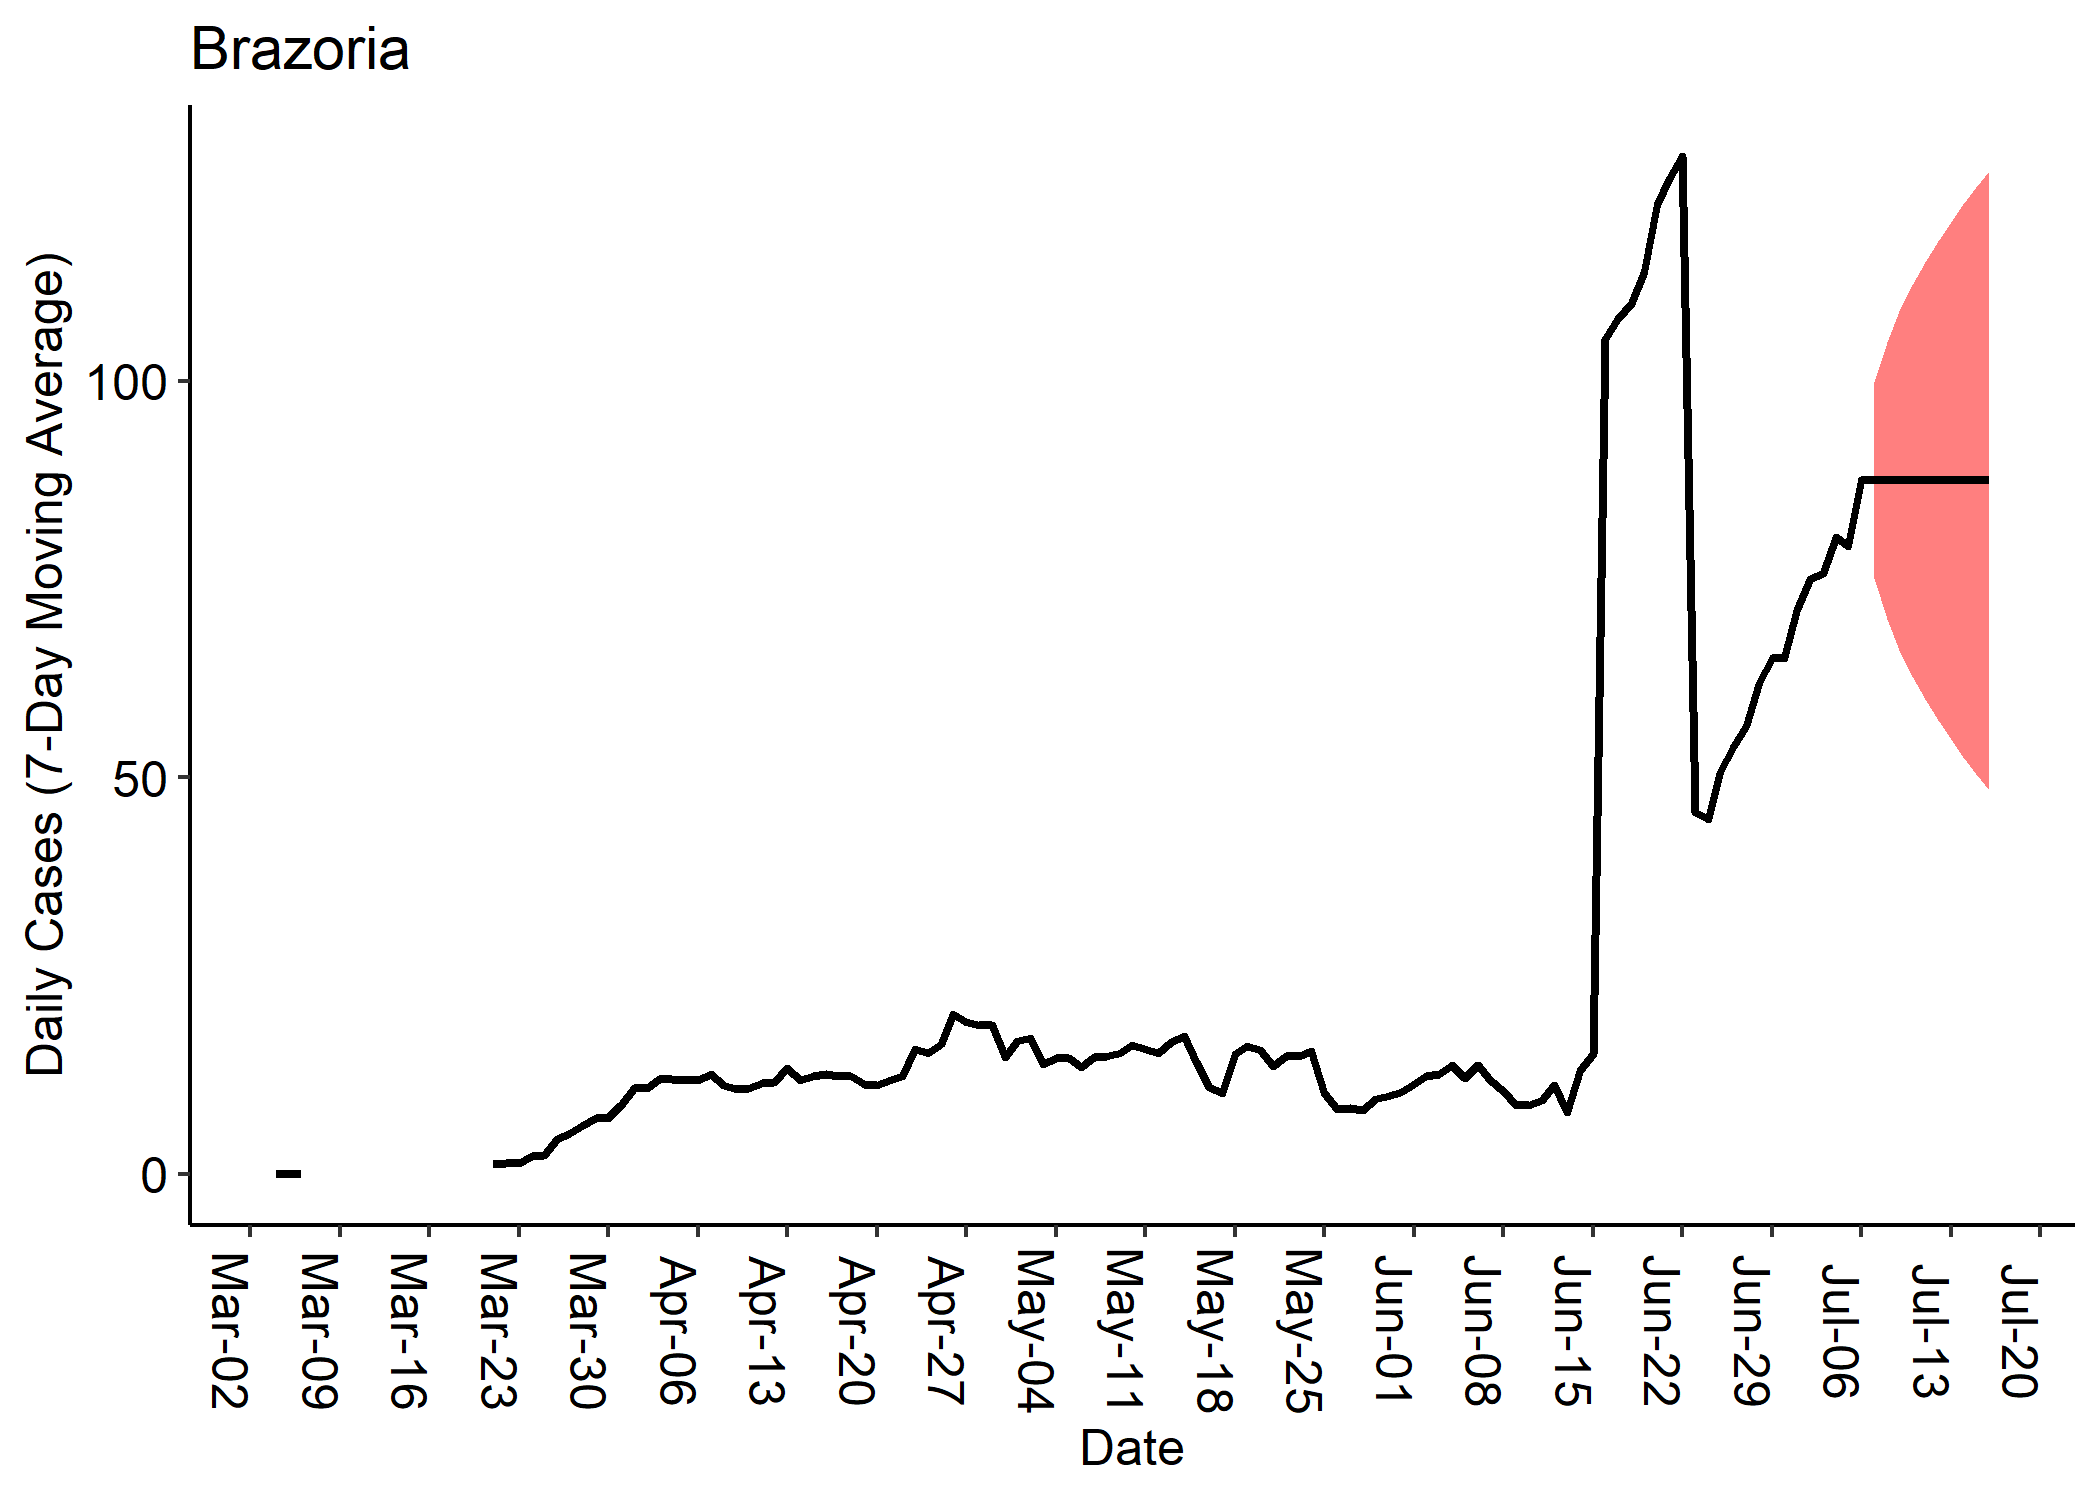 Brazoria
Daily Cases (7-Day Moving Average)
100
50
0
Mar-02
Mar-09
Mar-16
Mar-23
Mar-30
Apr-06
Apr-13
Apr-20
Apr-27
May-04
May-11
May-18
May-25
Jun-01
Jun-08
Jun-15
Jun-22
Jun-29
Jul-06
Jul-13
Jul-20
Date